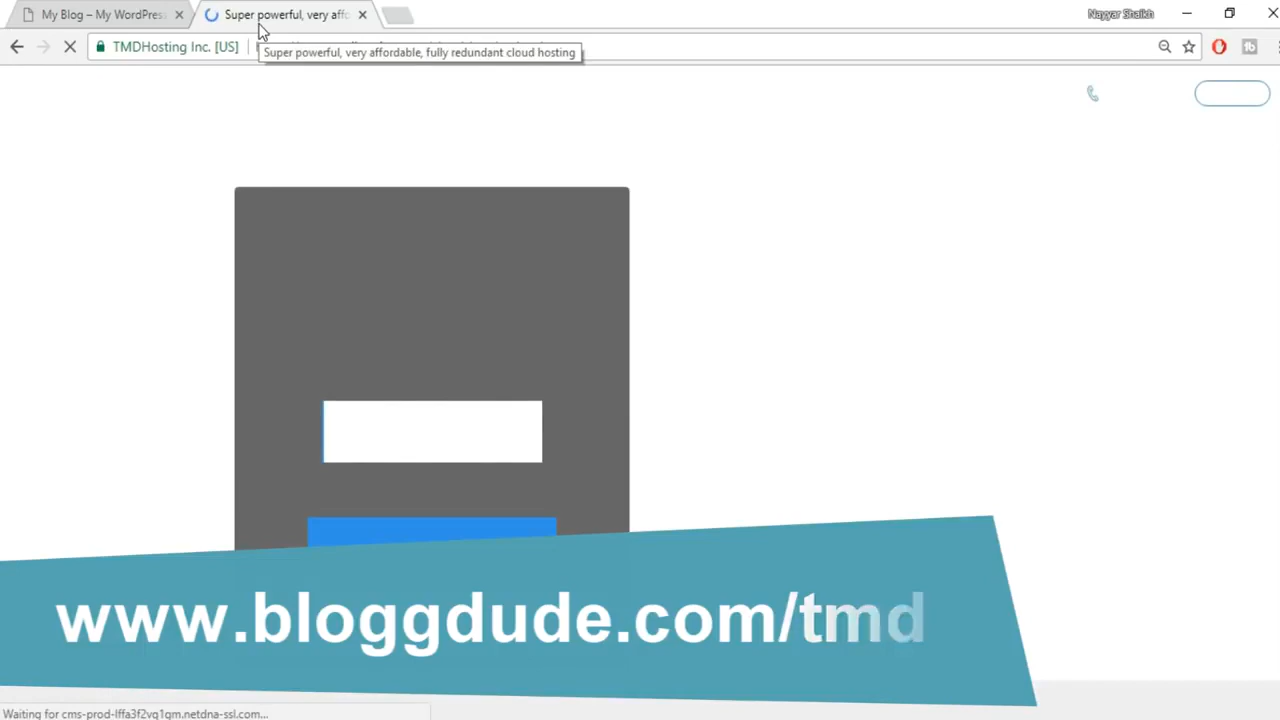 My Blog – My WordPres
Super powerful, very affo
Nayyar Shaikh
TMDHosting Inc. [US]
Super powerful, very affordable, fully redundant cloud hosting
www.bloggdude.com/tmd
Waiting for cms-prod-lffa3f2vq1qm.netdna-ssl.com...